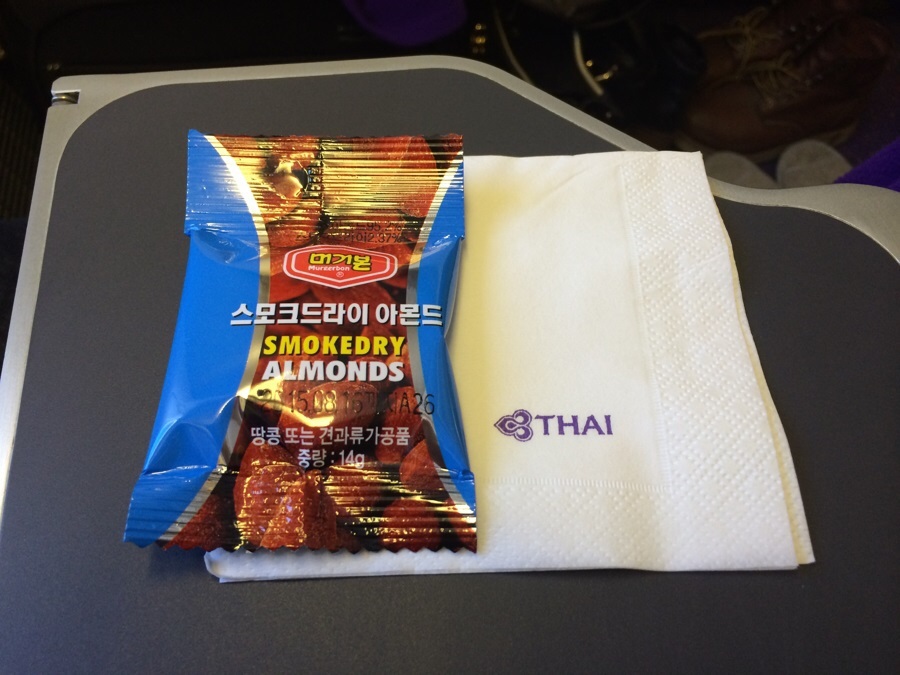 머거본
Murgerbon
®
스모크드라이 아몬드
SMOKEDRY
ALMONDS
땅콩 또는 견과류가공품
중량 : 14g
THAI